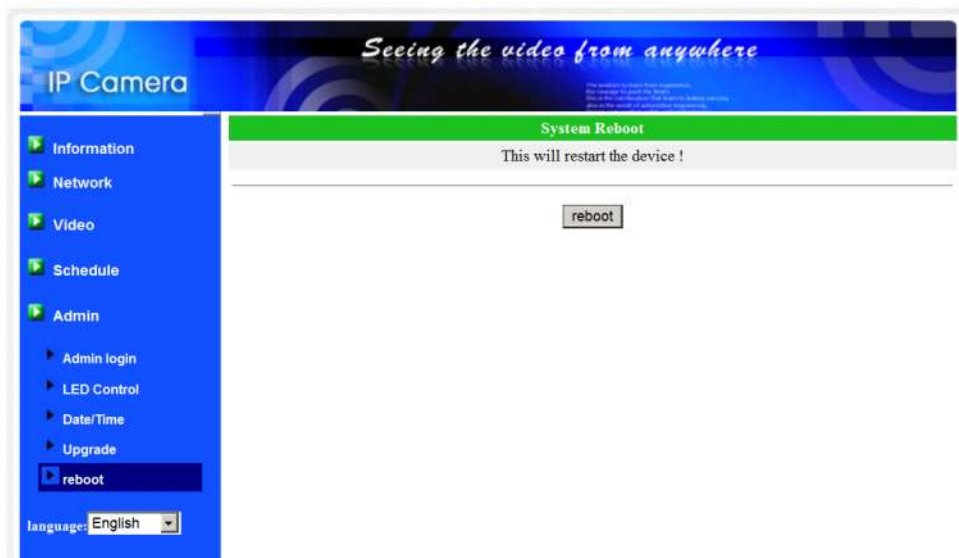 Seeing the video from anywhere
IP Camera
Information
Network
Video
Schedule
Admin
Admin login
LED Control
Date/Time
Upgrade
reboot
language: English
System Reboot
This will restart the device !
reboot